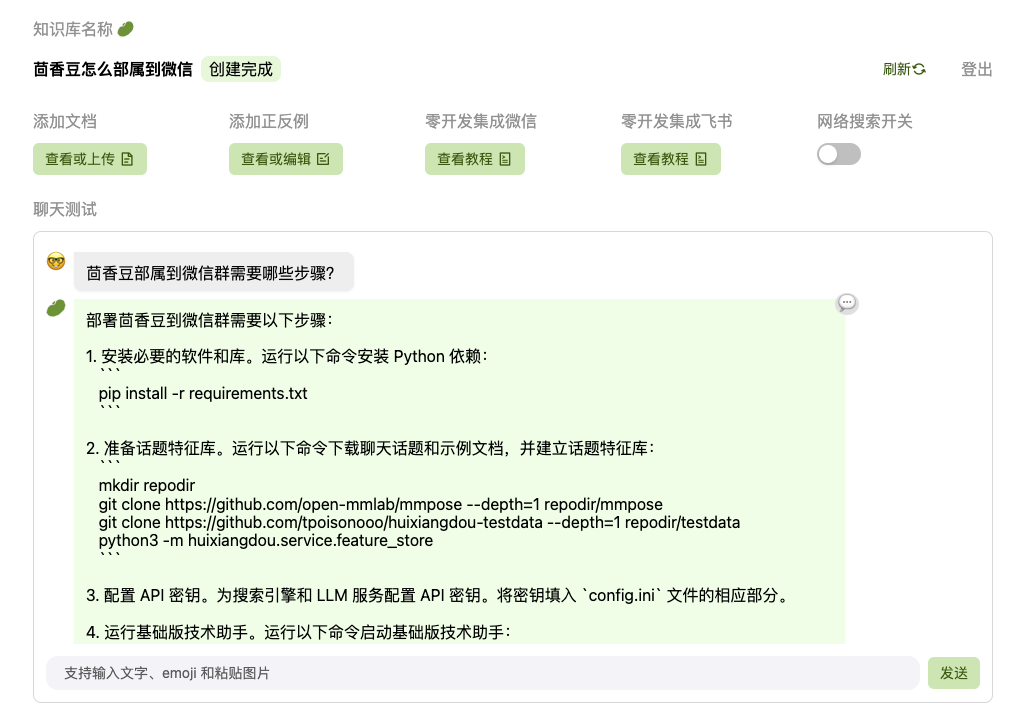 知识库名称
茴香豆怎么部属到微信 创建完成 刷新 登出
添加文档 添加正反例 零开发集成微信 零开发集成飞书 网络搜索开关
查看或上传 查看或编辑 查看教程 查看教程
聊天测试
茴香豆部属到微信群需要哪些步骤？
部署茴香豆到微信群需要以下步骤：
1. 安装必要的软件和库。运行以下命令安装 Python 依赖：
```
pip install -r requirements.txt
```
2. 准备话题特征库。运行以下命令下载聊天话题和示例文档，并建立话题特征库：
```
mkdir repodir
git clone https://github.com/open-mmlab/mmpose --depth=1 repodir/mmpose
git clone https://github.com/tpoisonooo/huixiangdou-testdata --depth=1 repodir/testdata
python3 -m huixiangdou.service.feature_store
```
3. 配置 API 密钥。为搜索引擎和 LLM 服务配置 API 密钥。将密钥填入 `config.ini` 文件的相应部分。
4. 运行基础版技术助手。运行以下命令启动基础版技术助手：
支持输入文字、emoji 和粘贴图片 发送